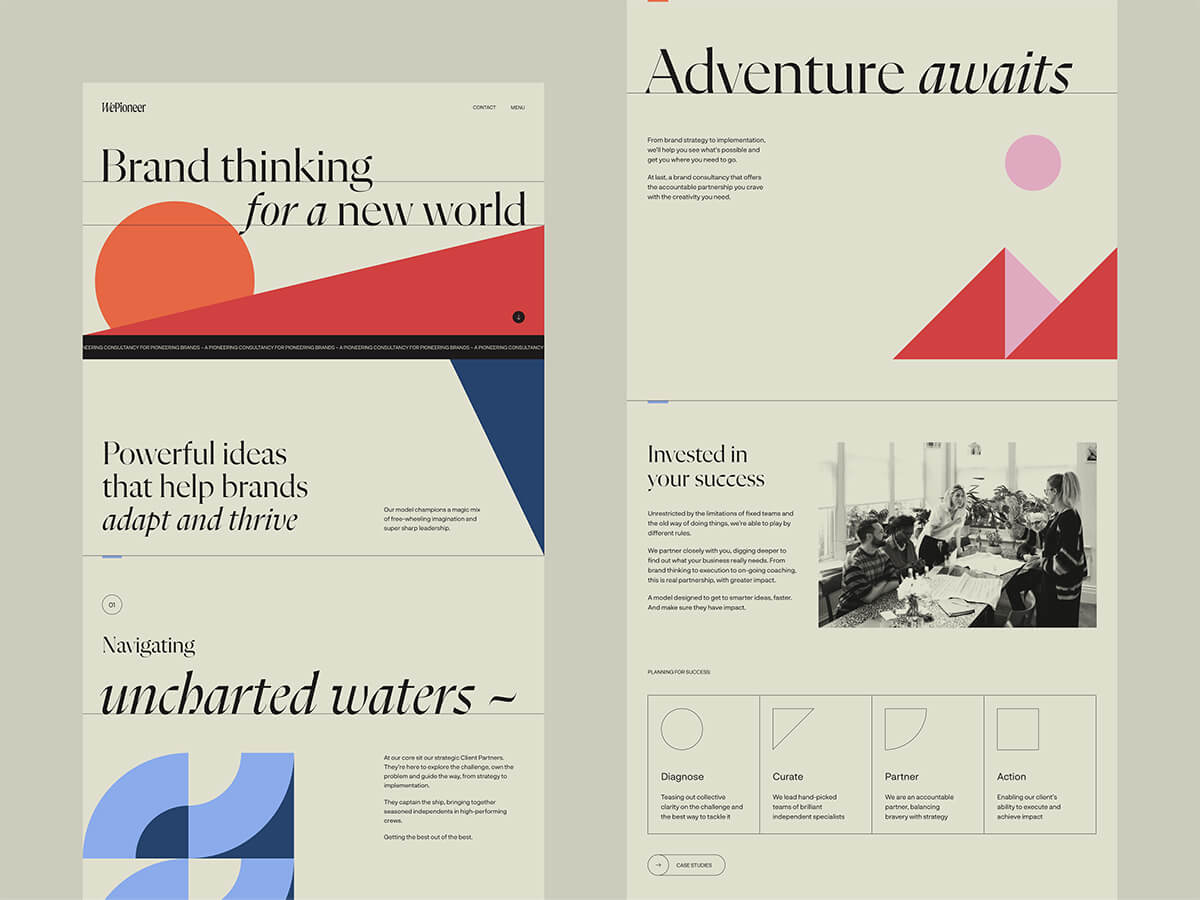 WePioneer
CONTACT
MENU
Brand thinking
for a new world
↓
NEERING CONSULTANCY FOR PIONEERING BRANDS – A PIONEERING CONSULTANCY FOR PIONEERING BRANDS – A PIONEERING CONSULTANCY FOR PIONEERING BRANDS – A PIONEERING CONSULTANCY
Powerful ideas
that help brands
adapt and thrive
Our model champions a magic mix
of free-wheeling imagination and
super sharp leadership.
01
Navigating
uncharted waters ~
At our core sit our strategic Client Partners.
They're here to explore the challenge, own the
problem and guide the way, from strategy to
implementation.
They captain the ship, bringing together
seasoned independents in high-performing
crews.
Getting the best out of the best.
Adventure awaits
From brand strategy to implementation,
we'll help you see what's possible and
get you where you need to go.
At last, a brand consultancy that offers
the accountable partnership you crave
with the creativity you need.
Invested in
your success
Unrestricted by the limitations of fixed teams and
the old way of doing things, we're able to play by
different rules.
We partner closely with you, digging deeper to
find out what your business really needs. From
brand thinking to execution to on-going coaching,
this is real partnership, with greater impact.
A model designed to get to smarter ideas, faster.
And make sure they have impact.
PLANNING FOR SUCCESS:
Diagnose
Teasing out collective
clarity on the challenge and
the best way to tackle it
Curate
We lead hand-picked
teams of brilliant
independent specialists
Partner
We are an accountable
partner, balancing
bravery with strategy
Action
Enabling our client's
ability to execute and
achieve impact
→ CASE STUDIES